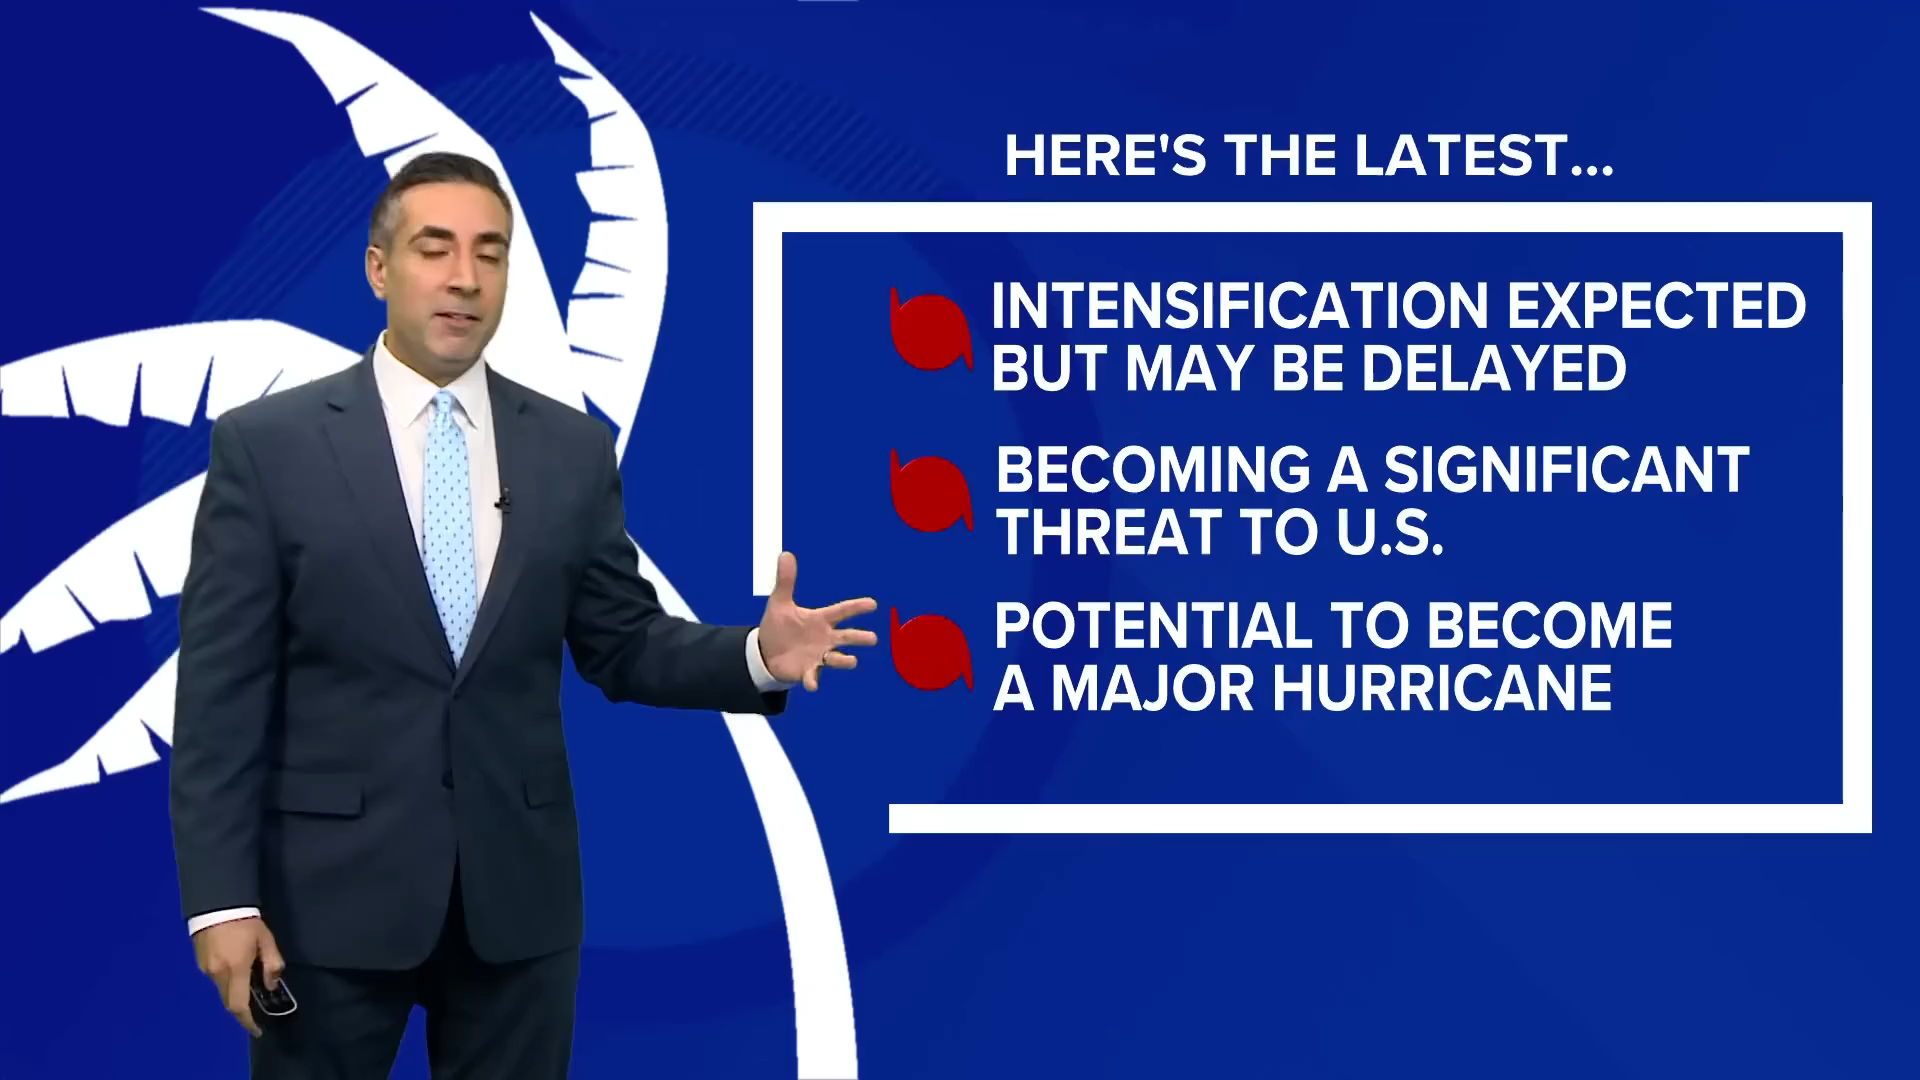 HERE'S THE LATEST...
INTENSIFICATION EXPECTED
BUT MAY BE DELAYED
BECOMING A SIGNIFICANT
THREAT TO U.S.
POTENTIAL TO BECOME
A MAJOR HURRICANE